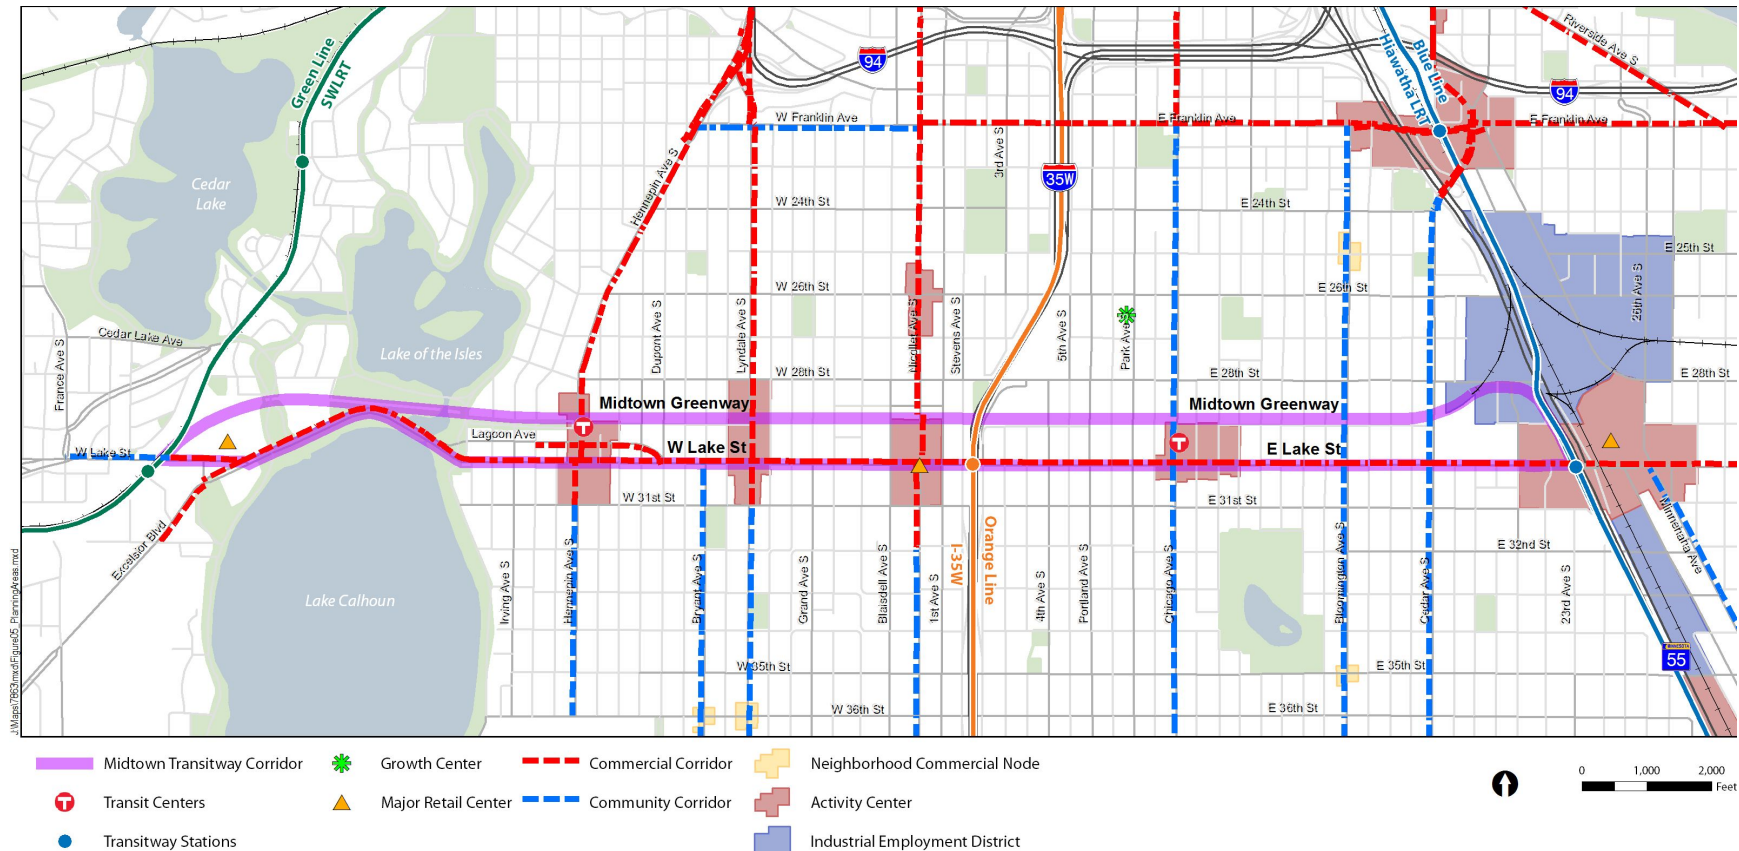 Green Line
SWLRT
94
Hiawatha LRT
Blue Line
Riverside Ave S
94
W Franklin Ave
E Franklin Ave
E Franklin Ave
3rd Ave S
35W
Cedar
Lake
Hennepin Ave S
W 24th St
E 24th St
E 25th St
W 26th St
E 26th St
26th Ave S
Cedar Lake Ave
Lake of the Isles
France Ave S
Dupont Ave S
Lyndale Ave S
Nicollet Ave S
Stevens Ave S
5th Ave S
Park Ave S
W 28th St
E 28th St
E 28th St
Midtown Greenway
Midtown Greenway
T
Lagoon Ave
W Lake St
W Lake St
T
E Lake St
W 31st St
E 31st St
Excelsior Blvd
Lake Calhoun
Irving Ave S
Hennepin Ave S
Bryant Ave S
Grand Ave S
Blaisdell Ave S
1st Ave S
I-35W
Orange Line
4th Ave S
Portland Ave S
Chicago Ave S
Bloomington Ave S
Cedar Ave S
E 32nd St
23rd Ave S
Minnehaha Ave
W 35th St
E 35th St
MINNESOTA
55
W 36th St
E 36th St
J:\Maps\7863\mxd\Figure05_PlanningAreas.mxd
Midtown Transitway Corridor
Growth Center
Commercial Corridor
Neighborhood Commercial Node
T
Transit Centers
Major Retail Center
Community Corridor
Activity Center
Transitway Stations
Industrial Employment District
0 1,000 2,000
Feet